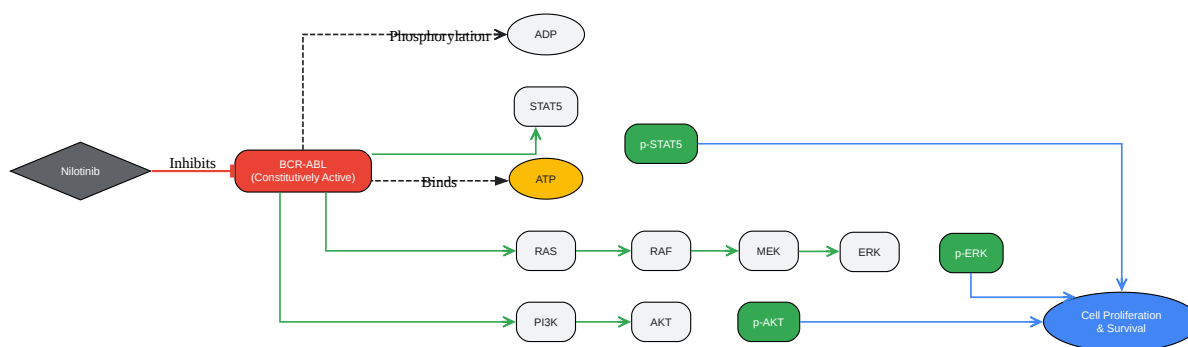 Phosphorylation
ADP
STAT5
p-STAT5
Nilotinib
Inhibits
BCR-ABL
(Constitutively Active)
Binds
ATP
RAS
RAF
MEK
ERK
p-ERK
PI3K
AKT
p-AKT
Cell Proliferation
& Survival